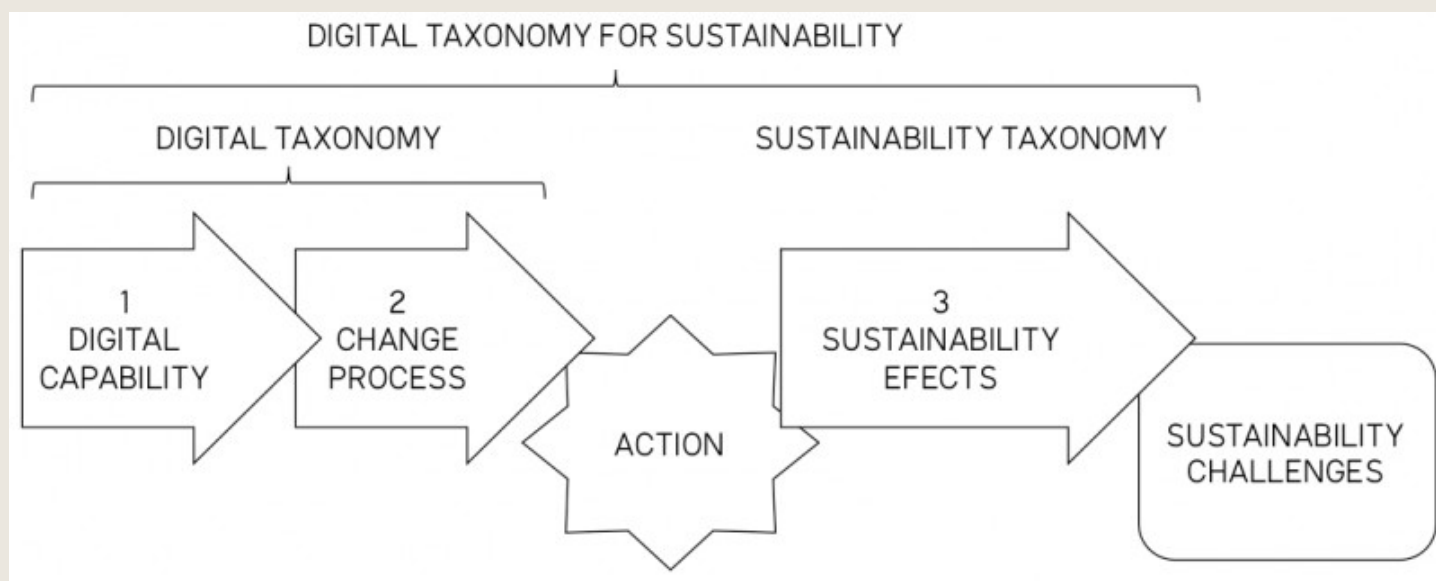 DIGITAL TAXONOMY FOR SUSTAINABILITY
DIGITAL TAXONOMY
SUSTAINABILITY TAXONOMY
1
DIGITAL
CAPABILITY
2
CHANGE
PROCESS
ACTION
3
SUSTAINABILITY
EFECTS
SUSTAINABILITY
CHALLENGES